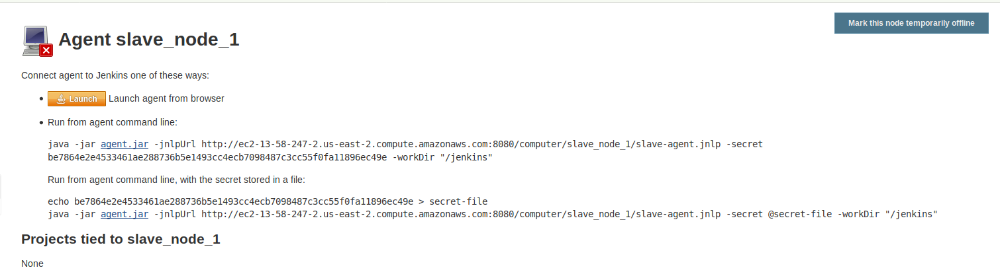 Mark this node temporarily offline
Agent slave_node_1
Connect agent to Jenkins one of these ways:
Launch Launch agent from browser
Run from agent command line:
java -jar agent.jar -jnlpUrl http://ec2-13-58-247-2.us-east-2.compute.amazonaws.com:8080/computer/slave_node_1/slave-agent.jnlp -secret
be7864e2e4533461ae288736b5e1493cc4ecb7098487c3cc55f0fa11896ec49e -workDir "/jenkins"
Run from agent command line, with the secret stored in a file:
echo be7864e2e4533461ae288736b5e1493cc4ecb7098487c3cc55f0fa11896ec49e > secret-file
java -jar agent.jar -jnlpUrl http://ec2-13-58-247-2.us-east-2.compute.amazonaws.com:8080/computer/slave_node_1/slave-agent.jnlp -secret @secret-file -workDir "/jenkins"
Projects tied to slave_node_1
None